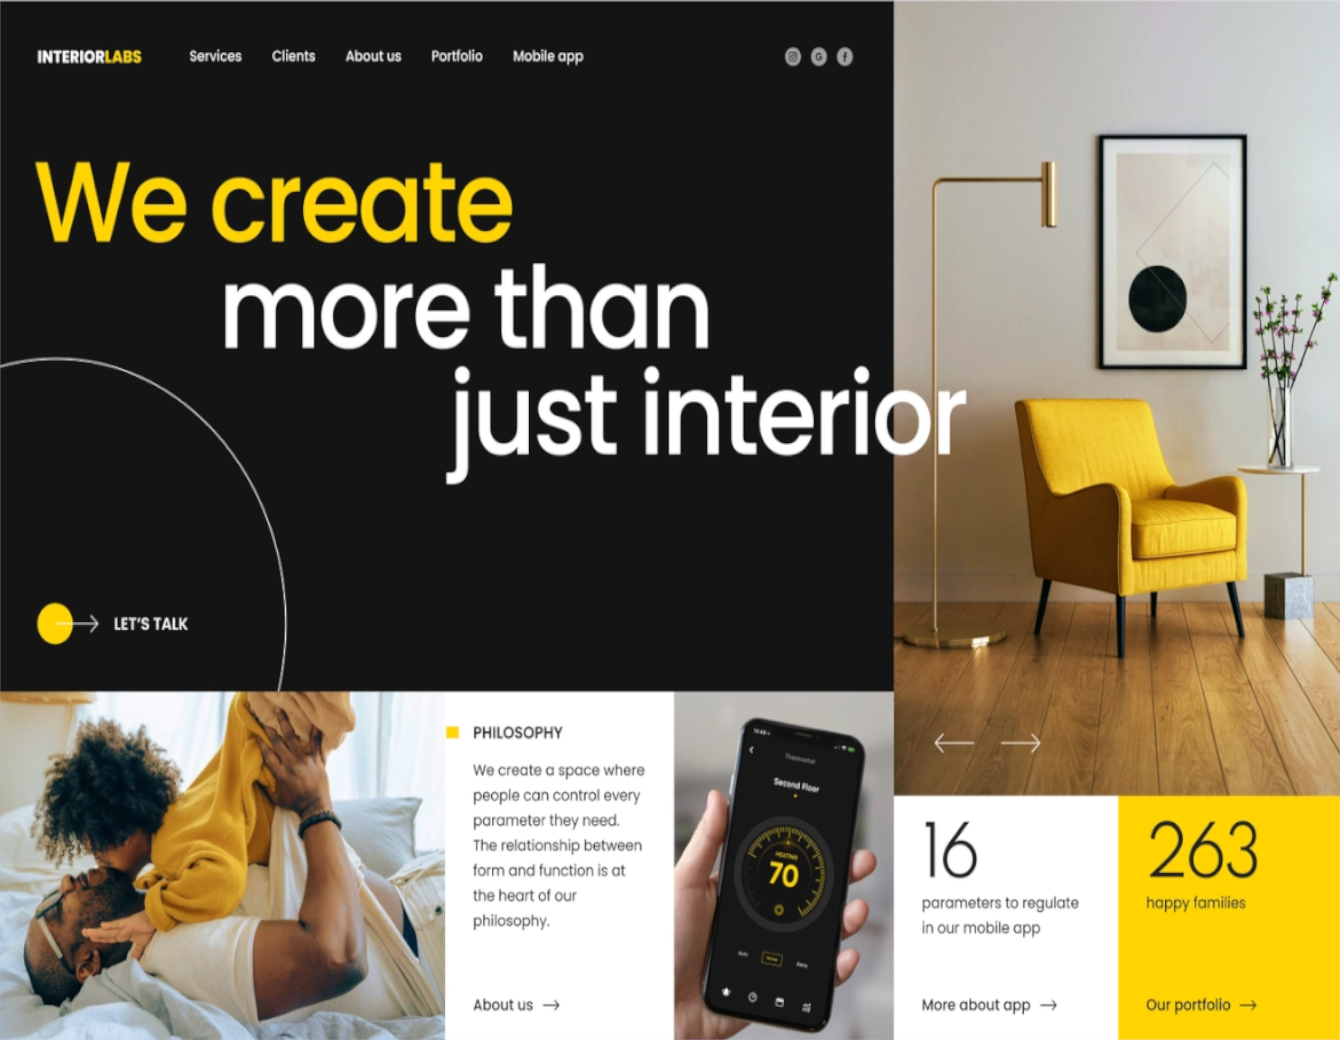 INTERIORLABS
Services Clients About us Portfolio Mobile app
We create
more than
just interior
LET'S TALK
PHILOSOPHY
We create a space where
people can control every
parameter they need.
The relationship between
form and function is at
the heart of our
philosophy.
About us
Thermostat
Second Floor
HEATING
70
16
parameters to regulate
in our mobile app
More about app
263
happy families
Our portfolio